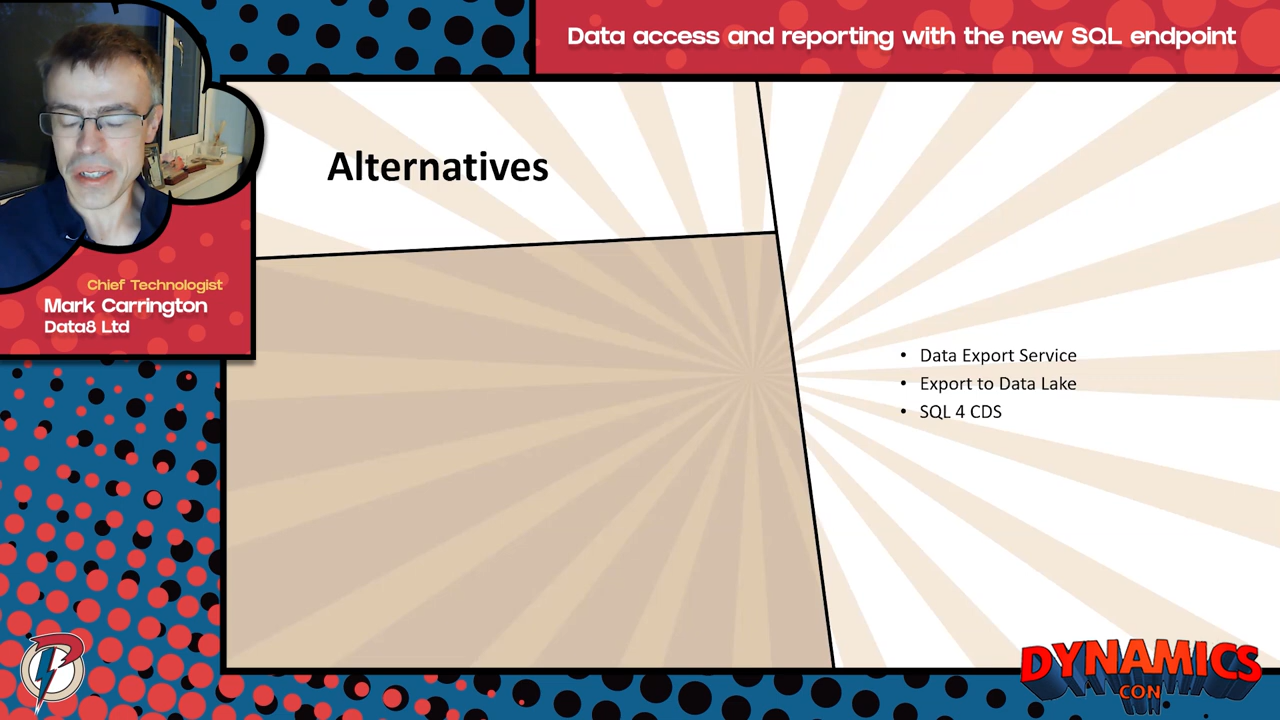 Data access and reporting with the new SQL endpoint
Alternatives
Chief Technologist
Mark Carrington
Data8 Ltd
• Data Export Service
• Export to Data Lake
• SQL 4 CDS
DYNAMICS
CON